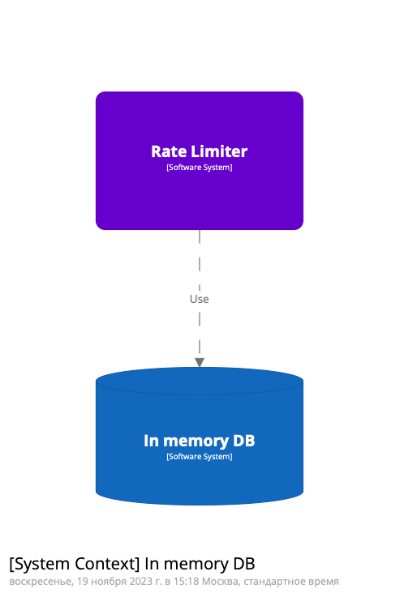 Rate Limiter
[Software System]
Use
In memory DB
[Software System]
[System Context] In memory DB
воскресенье, 19 ноября 2023 г. в 15:18 Москва, стандартное время